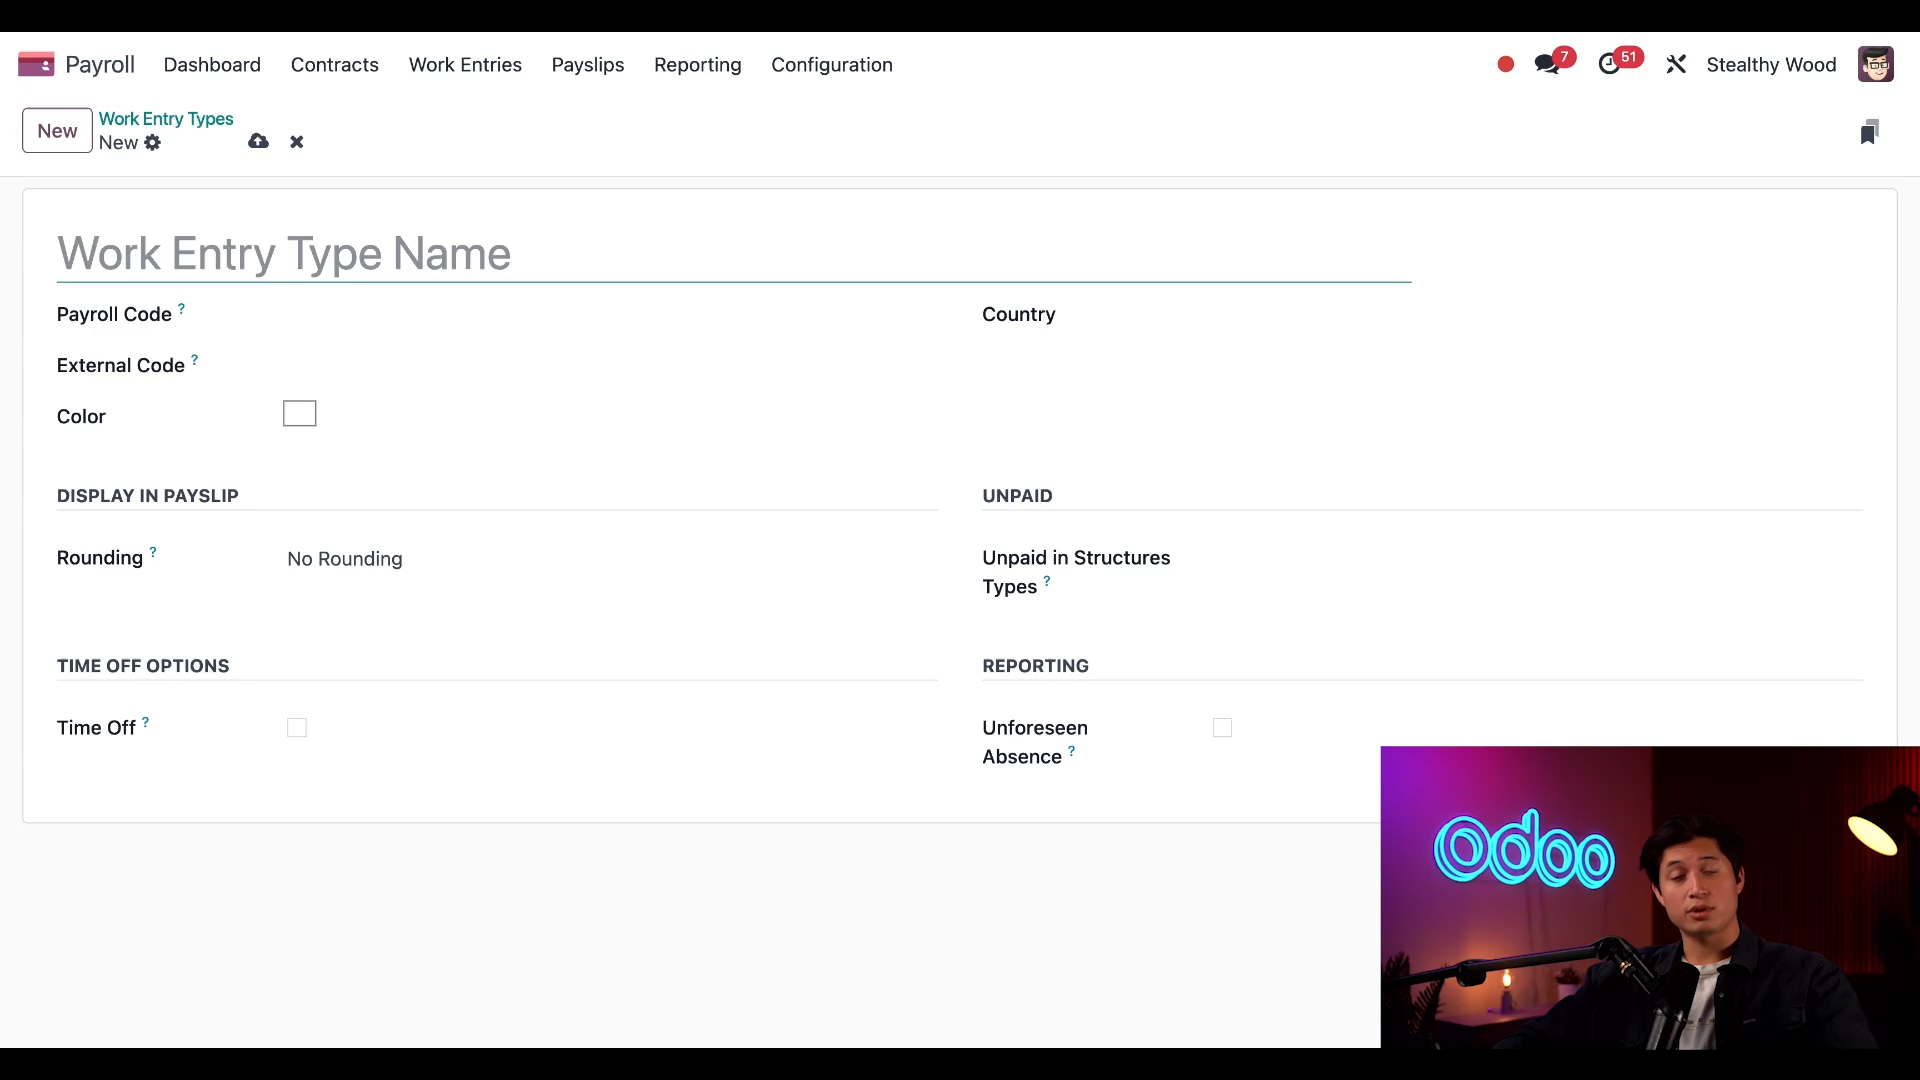 Payroll Dashboard Contracts Work Entries Payslips Reporting Configuration 7 51 Stealthy Wood
New
Work Entry Types
New
Work Entry Type Name
Payroll Code ?
Country
External Code ?
Color
DISPLAY IN PAYSLIP
UNPAID
Rounding ? No Rounding
Unpaid in Structures
Types ?
TIME OFF OPTIONS
REPORTING
Time Off ?
Unforeseen
Absence ?
odoo